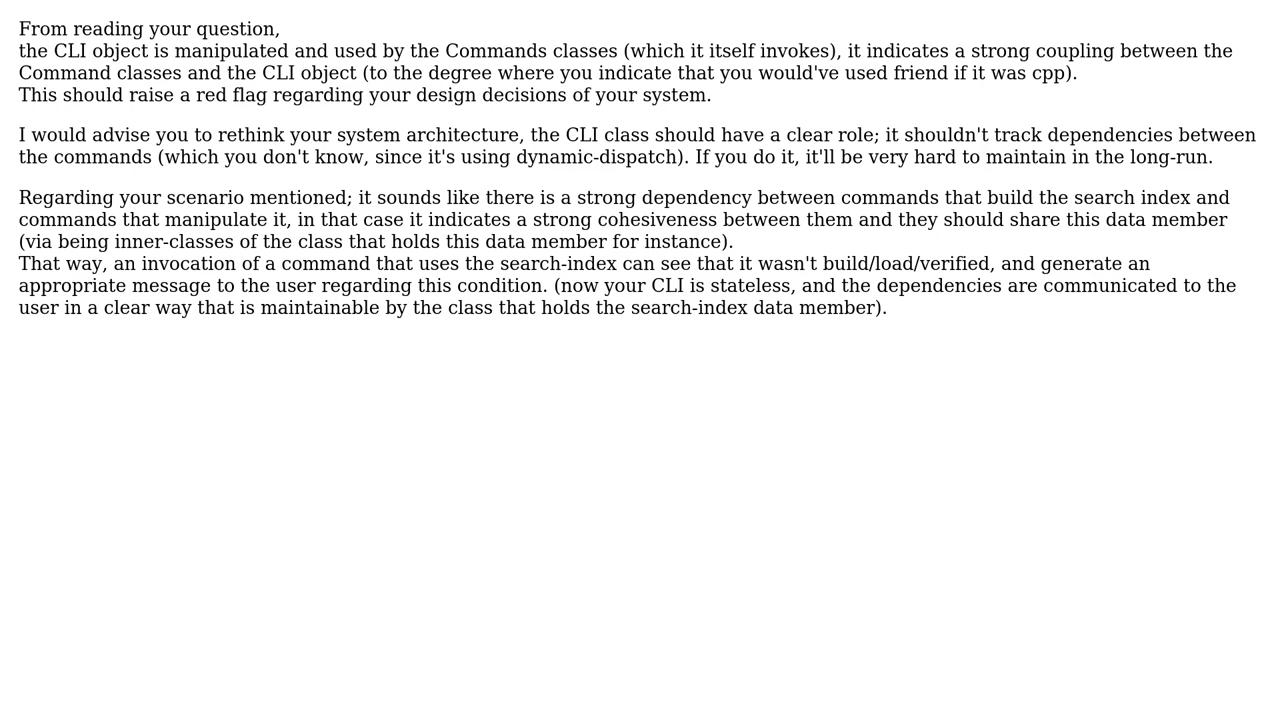 From reading your question,
the CLI object is manipulated and used by the Commands classes (which it itself invokes), it indicates a strong coupling between the
Command classes and the CLI object (to the degree where you indicate that you would've used friend if it was cpp).
This should raise a red flag regarding your design decisions of your system.
I would advise you to rethink your system architecture, the CLI class should have a clear role; it shouldn't track dependencies between
the commands (which you don't know, since it's using dynamic-dispatch). If you do it, it'll be very hard to maintain in the long-run.
Regarding your scenario mentioned; it sounds like there is a strong dependency between commands that build the search index and
commands that manipulate it, in that case it indicates a strong cohesiveness between them and they should share this data member
(via being inner-classes of the class that holds this data member for instance).
That way, an invocation of a command that uses the search-index can see that it wasn't build/load/verified, and generate an
appropriate message to the user regarding this condition. (now your CLI is stateless, and the dependencies are communicated to the
user in a clear way that is maintainable by the class that holds the search-index data member).